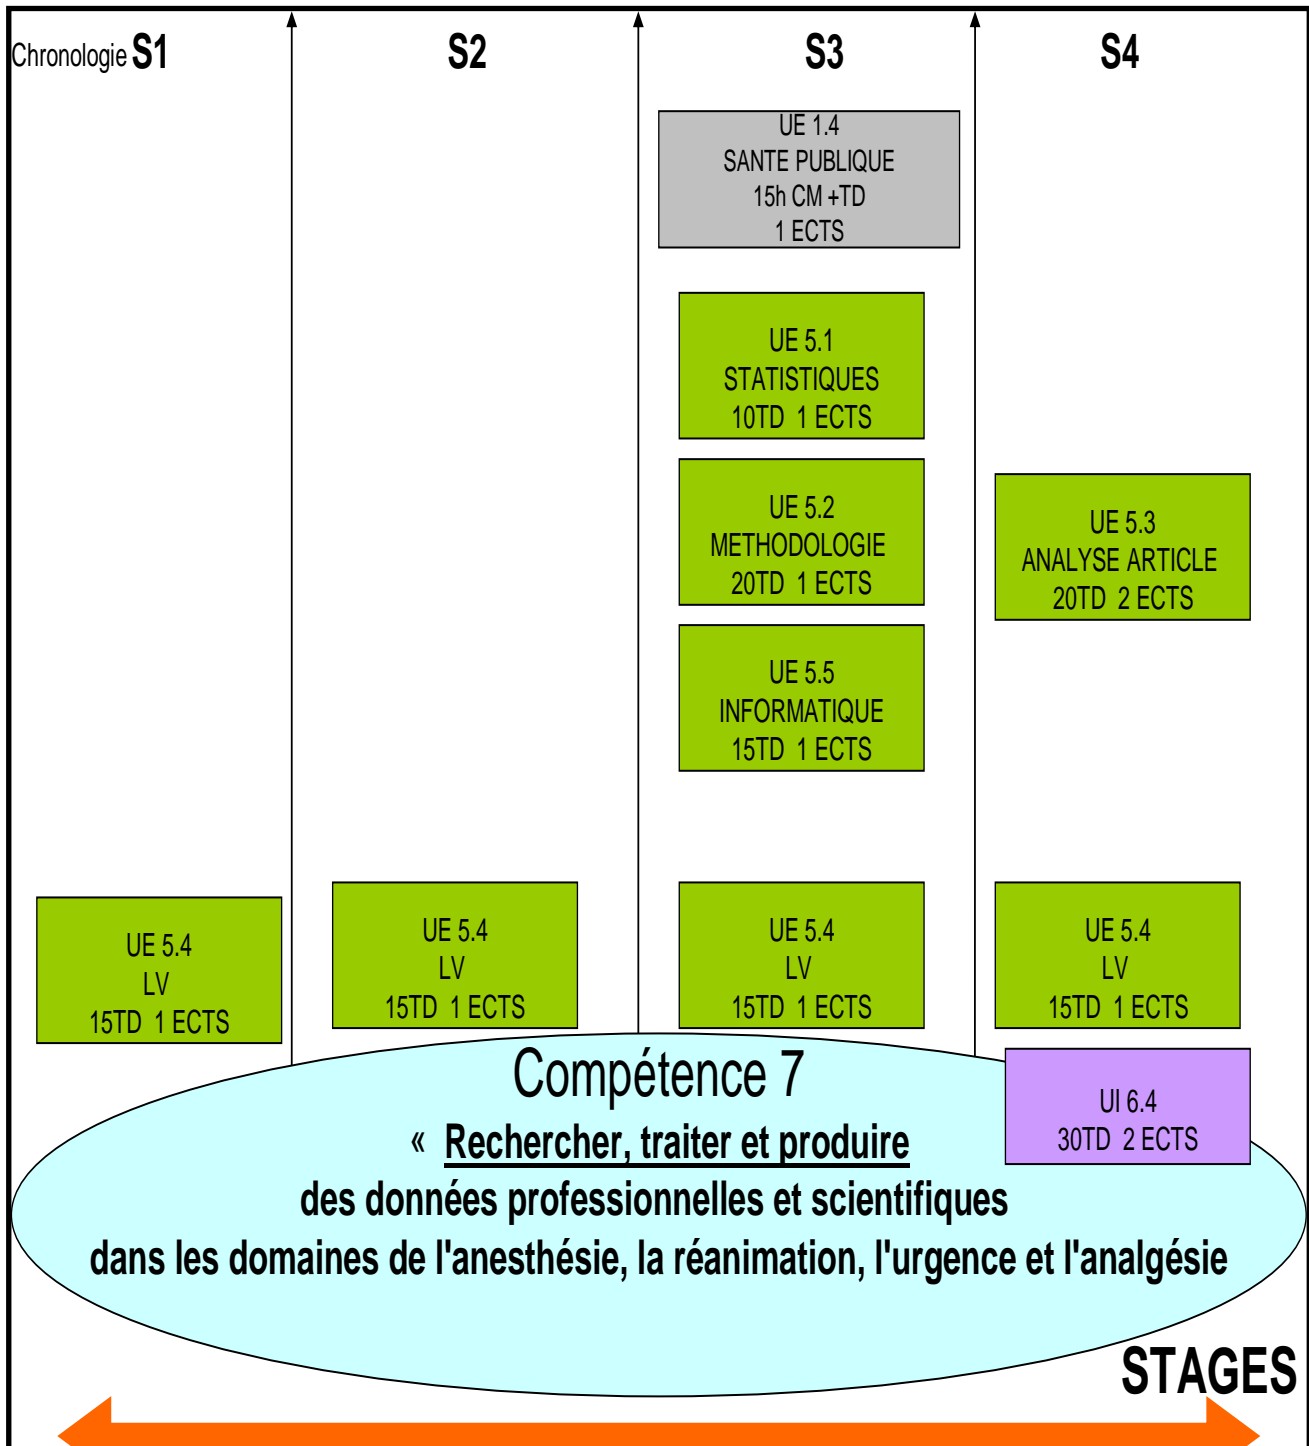 Chronologie S1
S2
S3
S4
UE 1.4
SANTE PUBLIQUE
15h CM +TD
1 ECTS
UE 5.1
STATISTIQUES
10TD 1 ECTS
UE 5.2
METHODOLOGIE
20TD 1 ECTS
UE 5.3
ANALYSE ARTICLE
20TD 2 ECTS
UE 5.5
INFORMATIQUE
15TD 1 ECTS
UE 5.4
LV
15TD 1 ECTS
UE 5.4
LV
15TD 1 ECTS
UE 5.4
LV
15TD 1 ECTS
UE 5.4
LV
15TD 1 ECTS
Compétence 7
« Rechercher, traiter et produire
des données professionnelles et scientifiques
dans les domaines de l'anesthésie, la réanimation, l'urgence et l'analgésie
UI 6.4
30TD 2 ECTS
STAGES